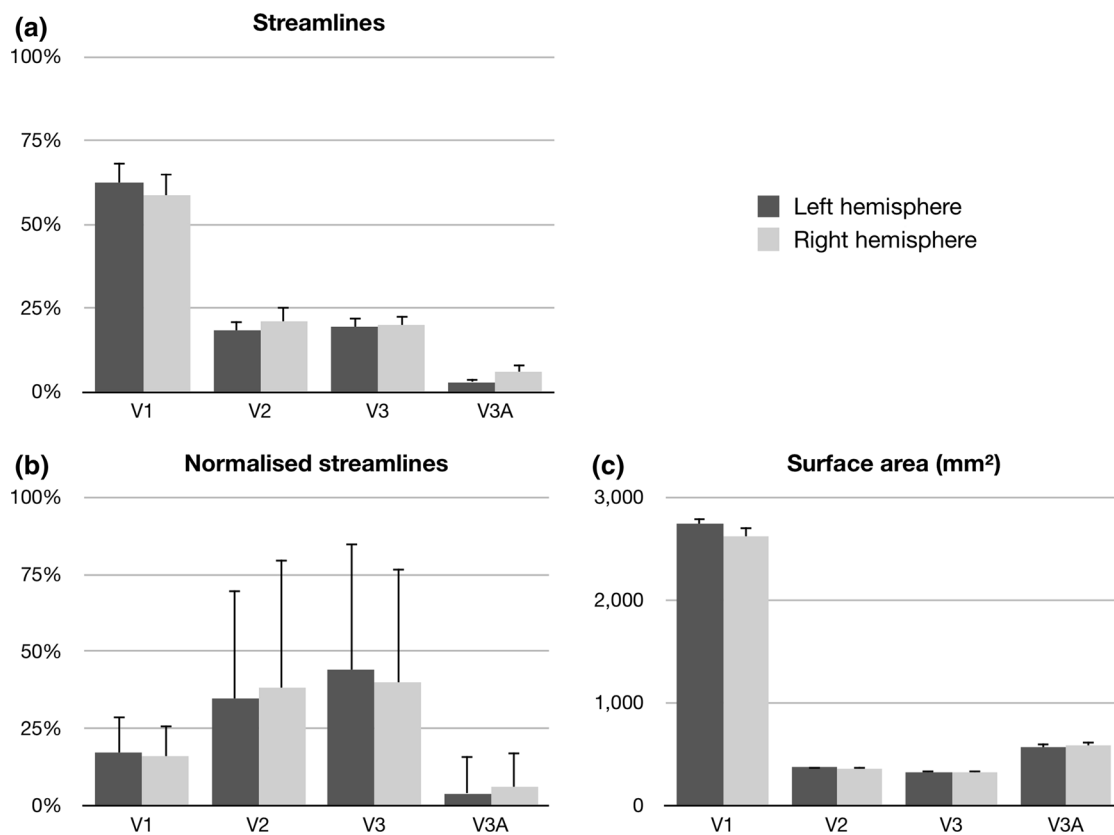 (a)
Streamlines
100%
75%
50%
25%
0%
V1 V2 V3 V3A
Left hemisphere
Right hemisphere
(b)
Normalised streamlines
100%
75%
50%
25%
0%
V1 V2 V3 V3A
(c)
Surface area (mm²)
3,000
2,000
1,000
0
V1 V2 V3 V3A